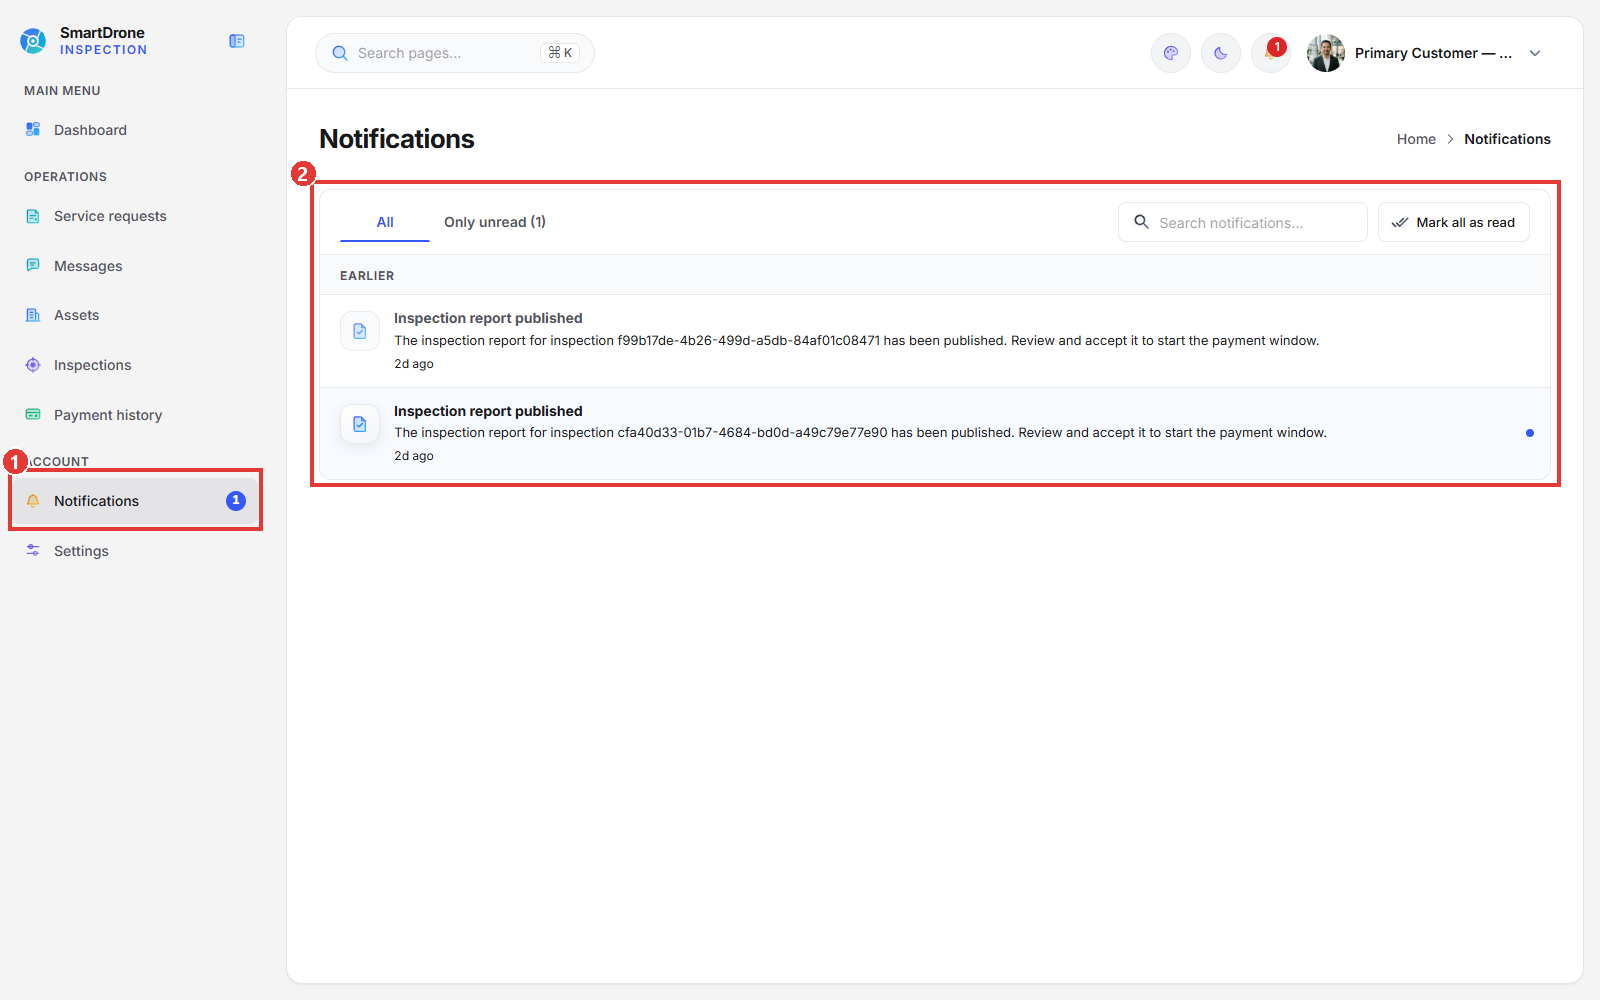 SmartDrone
INSPECTION
MAIN MENU
Dashboard
OPERATIONS
Service requests
Messages
Assets
Inspections
Payment history
1
ACCOUNT
Notifications 1
Settings
Search pages... ⌘ K
1
Primary Customer — ...
Notifications
Home > Notifications
2
All
Only unread (1)
Search notifications...
Mark all as read
EARLIER
Inspection report published
The inspection report for inspection f99b17de-4b26-499d-a5db-84af01c08471 has been published. Review and accept it to start the payment window.
2d ago
Inspection report published
The inspection report for inspection cfa40d33-01b7-4684-bd0d-a49c79e77e90 has been published. Review and accept it to start the payment window.
2d ago